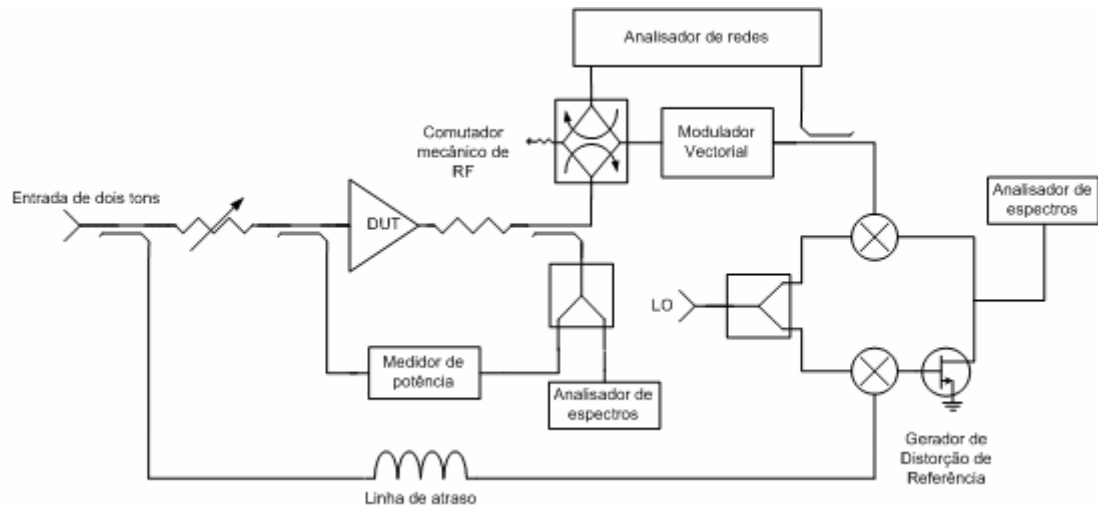 Analisador de redes
Comutador
mecânico de
RF
Modulador
Vectorial
Entrada de dois tons
Analisador de
espectros
DUT
LO
Medidor de
potência
Analisador de
espectros
Gerador de
Distorção de
Referência
Linha de atraso